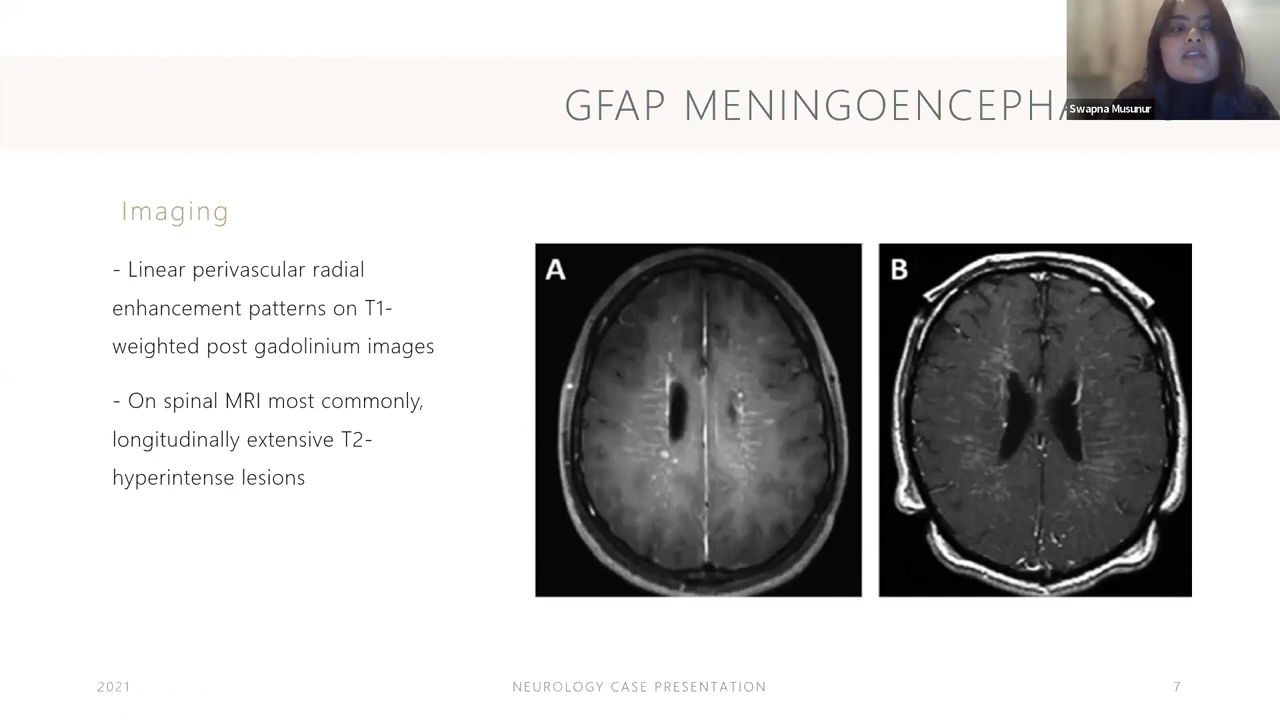 GFAP MENINGOENCEPHA
Swapna Musunur
Imaging
- Linear perivascular radial
enhancement patterns on T1-
weighted post gadolinium images
- On spinal MRI most commonly,
longitudinally extensive T2-
hyperintense lesions
A
B
2021
NEUROLOGY CASE PRESENTATION
7